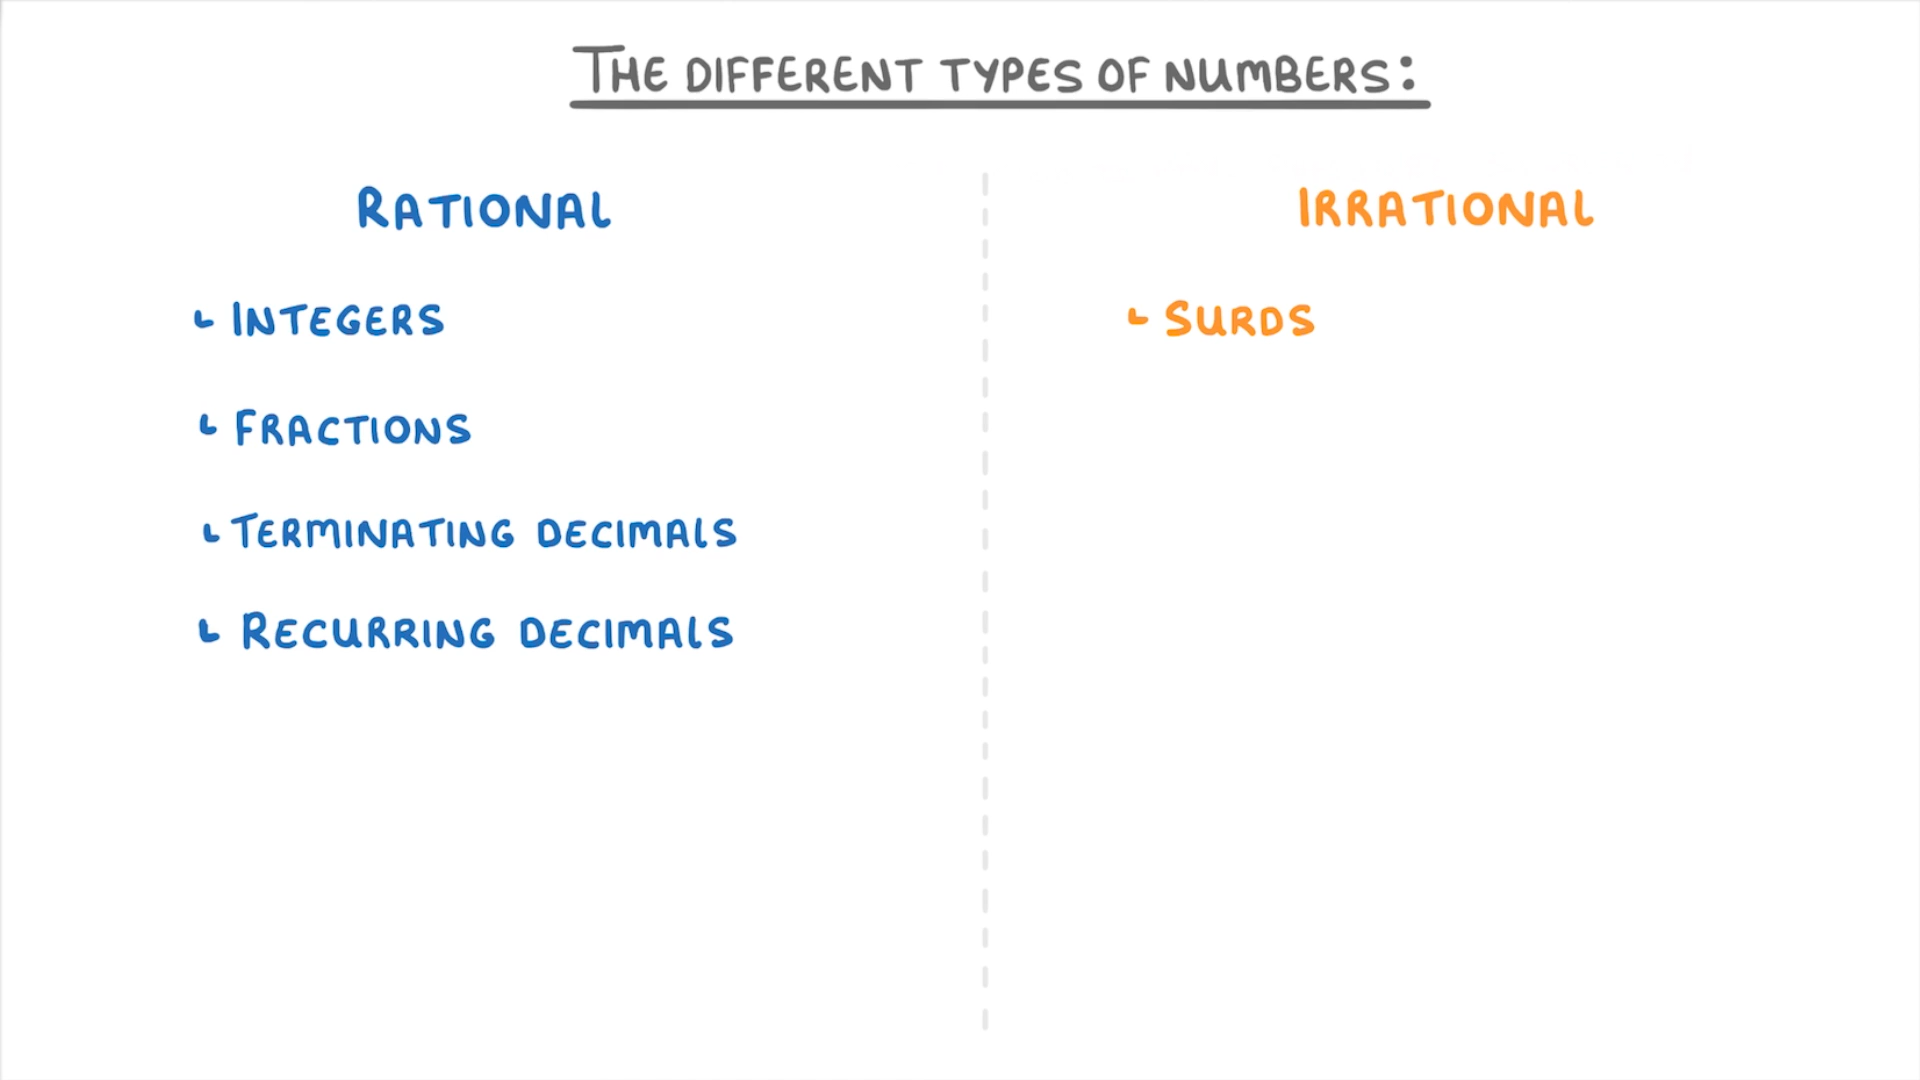 THE DIFFERENT TYPES OF NUMBERS:
RATIONAL
INTEGERS
FRACTIONS
TERMINATING DECIMALS
RECURRING DECIMALS
IRRATIONAL
SURDS